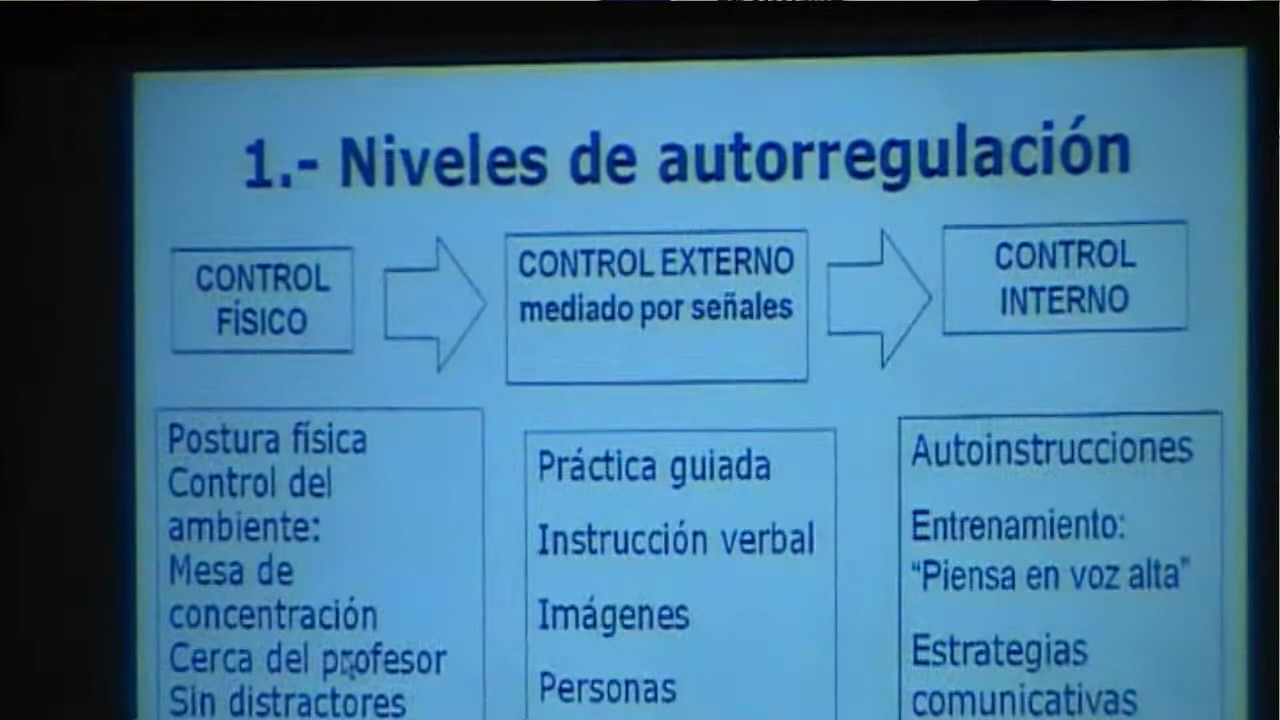 1.- Niveles de autorregulación
CONTROL
FÍSICO
CONTROL EXTERNO
mediado por señales
CONTROL
INTERNO
Postura física
Control del
ambiente:
Mesa de
concentración
Cerca del profesor
Sin distractores
Práctica guiada
Instrucción verbal
Imágenes
Personas
Autoinstrucciones
Entrenamiento:
“Piensa en voz alta”
Estrategias
comunicativas